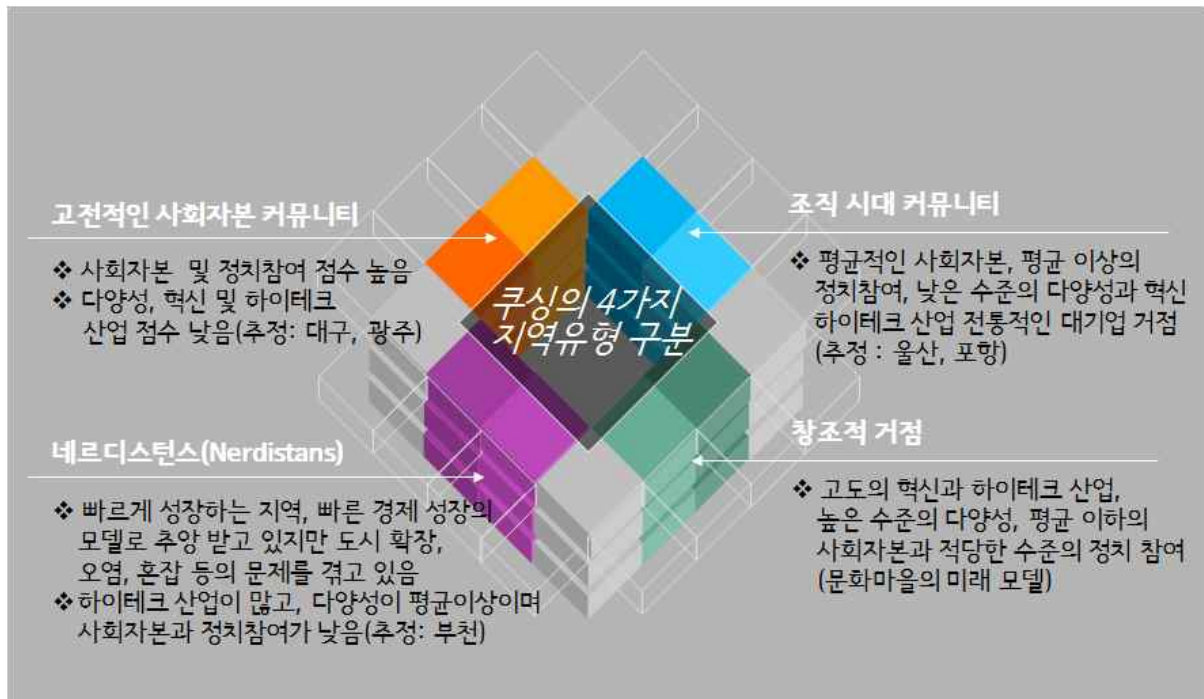 쿠싱의 4가지
지역유형 구분
고전적인 사회자본 커뮤니티
❖ 사회자본 및 정치참여 점수 높음
❖ 다양성, 혁신 및 하이테크
산업 점수 낮음(추정: 대구, 광주)
조직 시대 커뮤니티
❖ 평균적인 사회자본, 평균 이상의
정치참여, 낮은 수준의 다양성과 혁신
하이테크 산업 전통적인 대기업 거점
(추정 : 울산, 포항)
네르디스턴스(Nerdistans)
❖ 빠르게 성장하는 지역, 빠른 경제 성장의
모델로 추앙 받고 있지만 도시 확장,
오염, 혼잡 등의 문제를 겪고 있음
❖하이테크 산업이 많고, 다양성이 평균이상이며
사회자본과 정치참여가 낮음(추정: 부천)
창조적 거점
❖ 고도의 혁신과 하이테크 산업,
높은 수준의 다양성, 평균 이하의
사회자본과 적당한 수준의 정치 참여
(문화마을의 미래 모델)